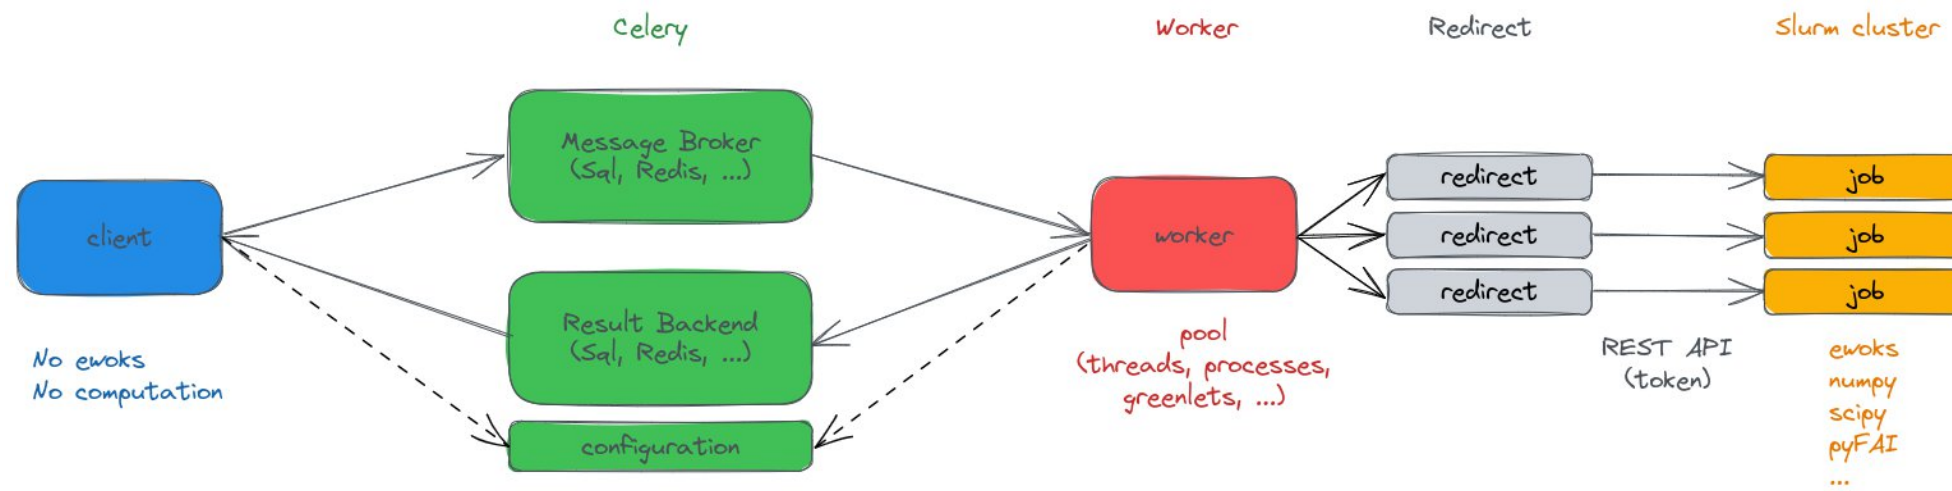 Celery
Worker
Redirect
Slurm cluster
Message Broker
(Sql, Redis, ...)
client
worker
redirect
redirect
redirect
job
job
job
Result Backend
(Sql, Redis, ...)
configuration
No ewoks
No computation
pool
(threads, processes,
greenlets, ...)
REST API
(token)
ewoks
numpy
scipy
pyFAI
...